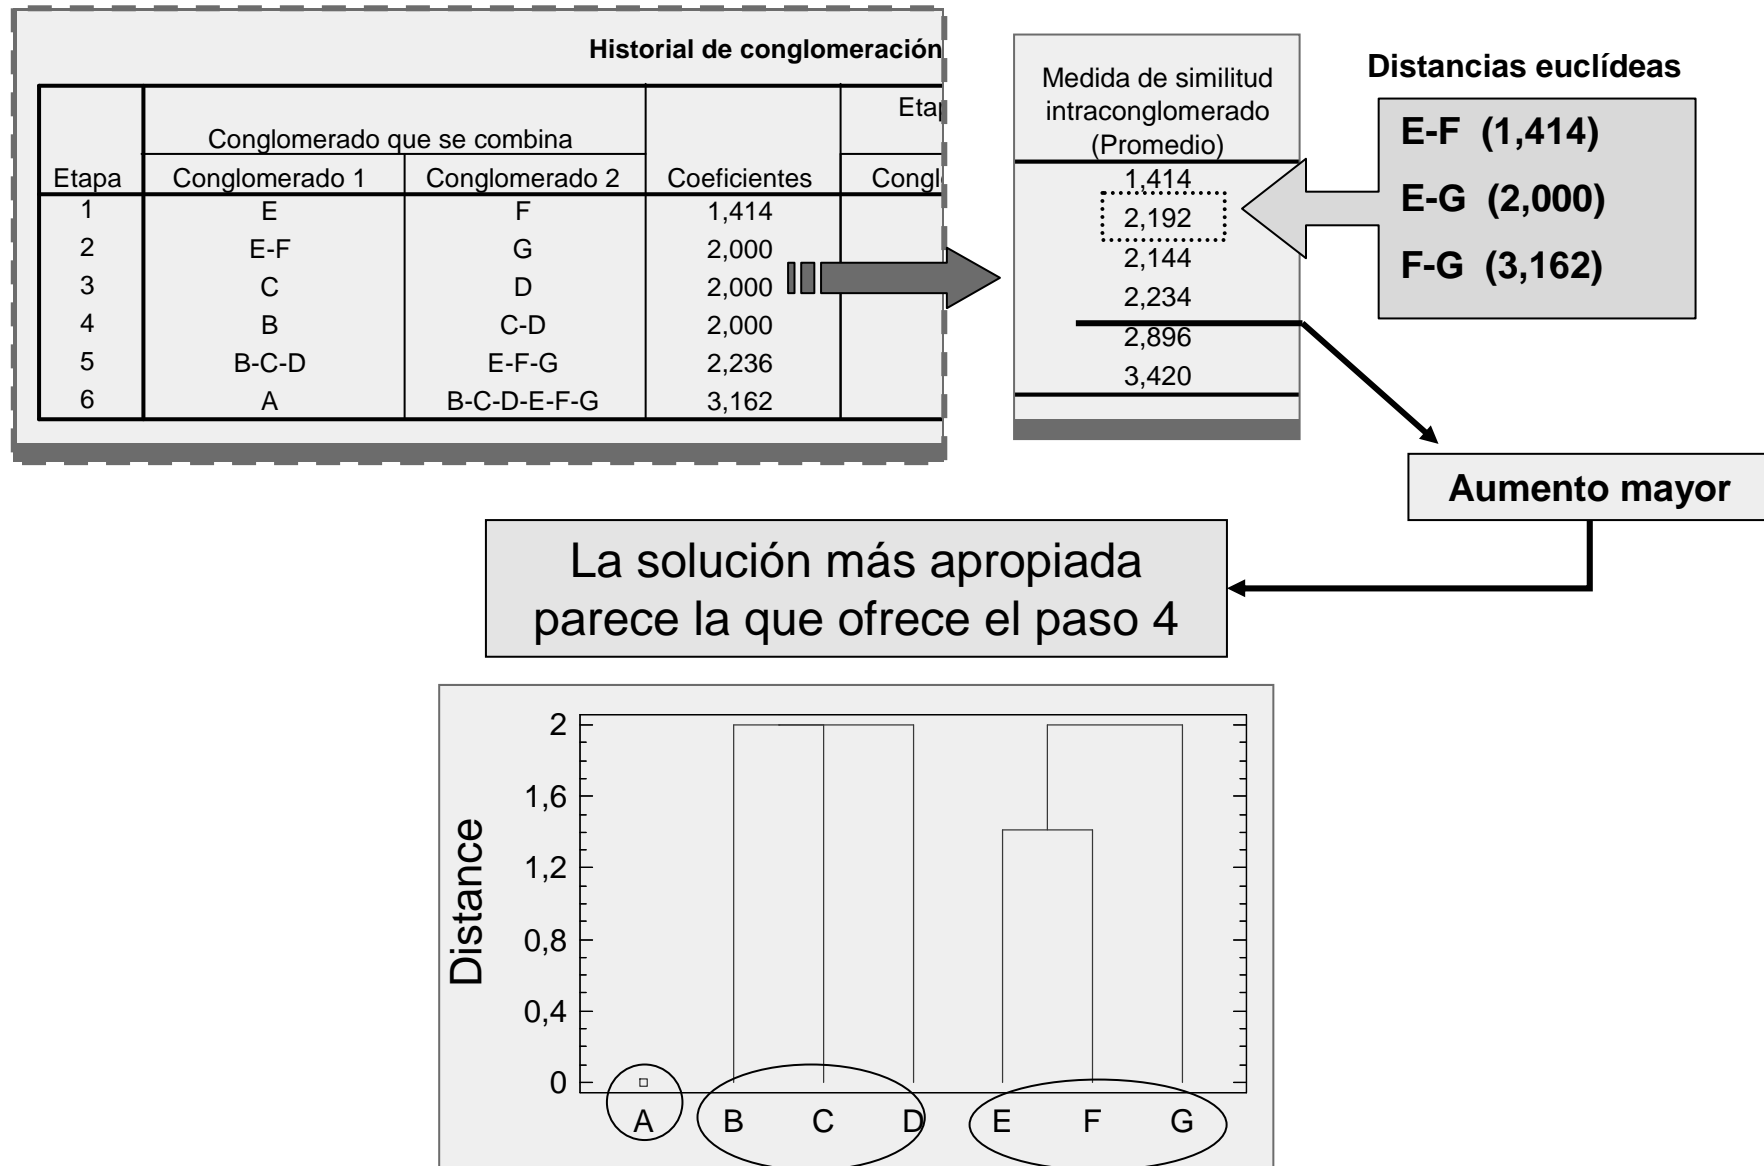 Historial de conglomeración
Etap
Conglomerado que se combina
Etapa Conglomerado 1 Conglomerado 2 Coeficientes Congl
1 E F 1,414
2 E-F G 2,000
3 C D 2,000
4 B C-D 2,000
5 B-C-D E-F-G 2,236
6 A B-C-D-E-F-G 3,162
Medida de similitud
intraconglomerado
(Promedio)
1,414
2,192
2,144
2,234
2,896
3,420
Distancias euclídeas
E-F (1,414)
E-G (2,000)
F-G (3,162)
Aumento mayor
La solución más apropiada
parece la que ofrece el paso 4
Distance
2
1,6
1,2
0,8
0,4
0
A B C D E F G